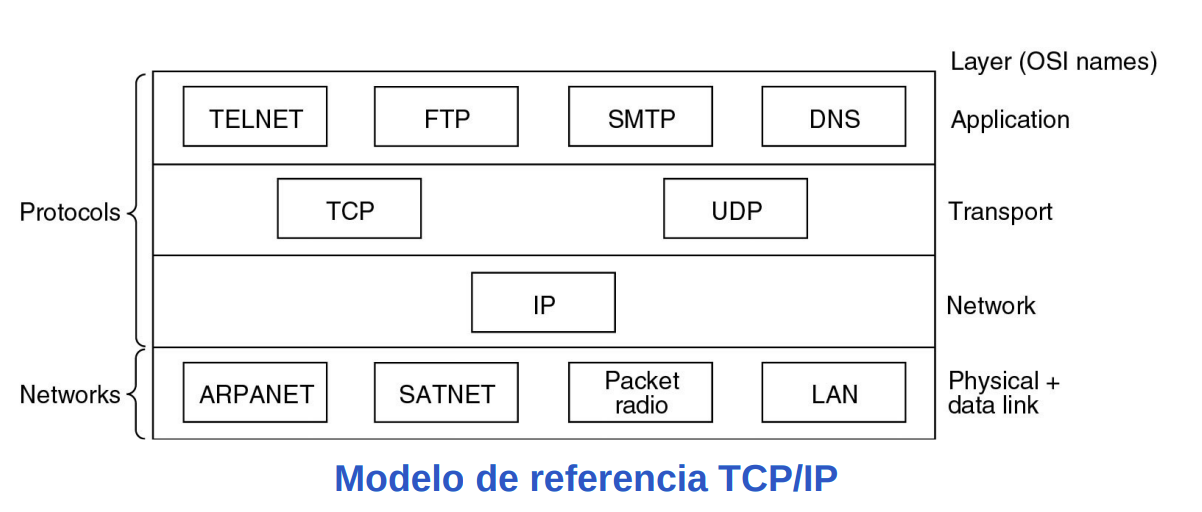 Layer (OSI names)
TELNET FTP SMTP DNS Application
Protocols TCP UDP Transport
IP Network
Networks ARPANET SATNET Packet radio LAN Physical + data link
Modelo de referencia TCP/IP